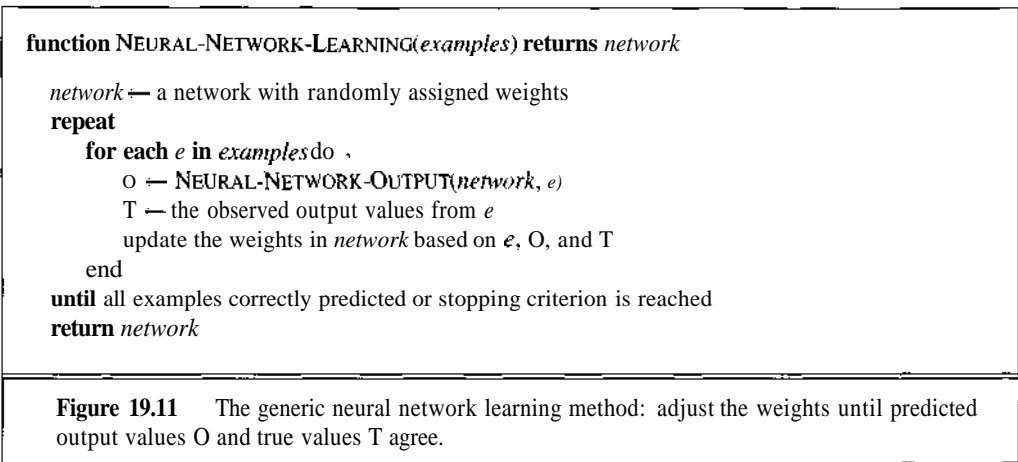 function NEURAL-NETWORK-LEARNING(examples) returns network
network — a network with randomly assigned weights
repeat
for each e in examples do
O — NEURAL-NETWORK-OUTPUT(network, e)
T — the observed output values from e
update the weights in network based on e, O, and T
end
until all examples correctly predicted or stopping criterion is reached
return network
Figure 19.11 The generic neural network learning method: adjust the weights until predicted
output values O and true values T agree.